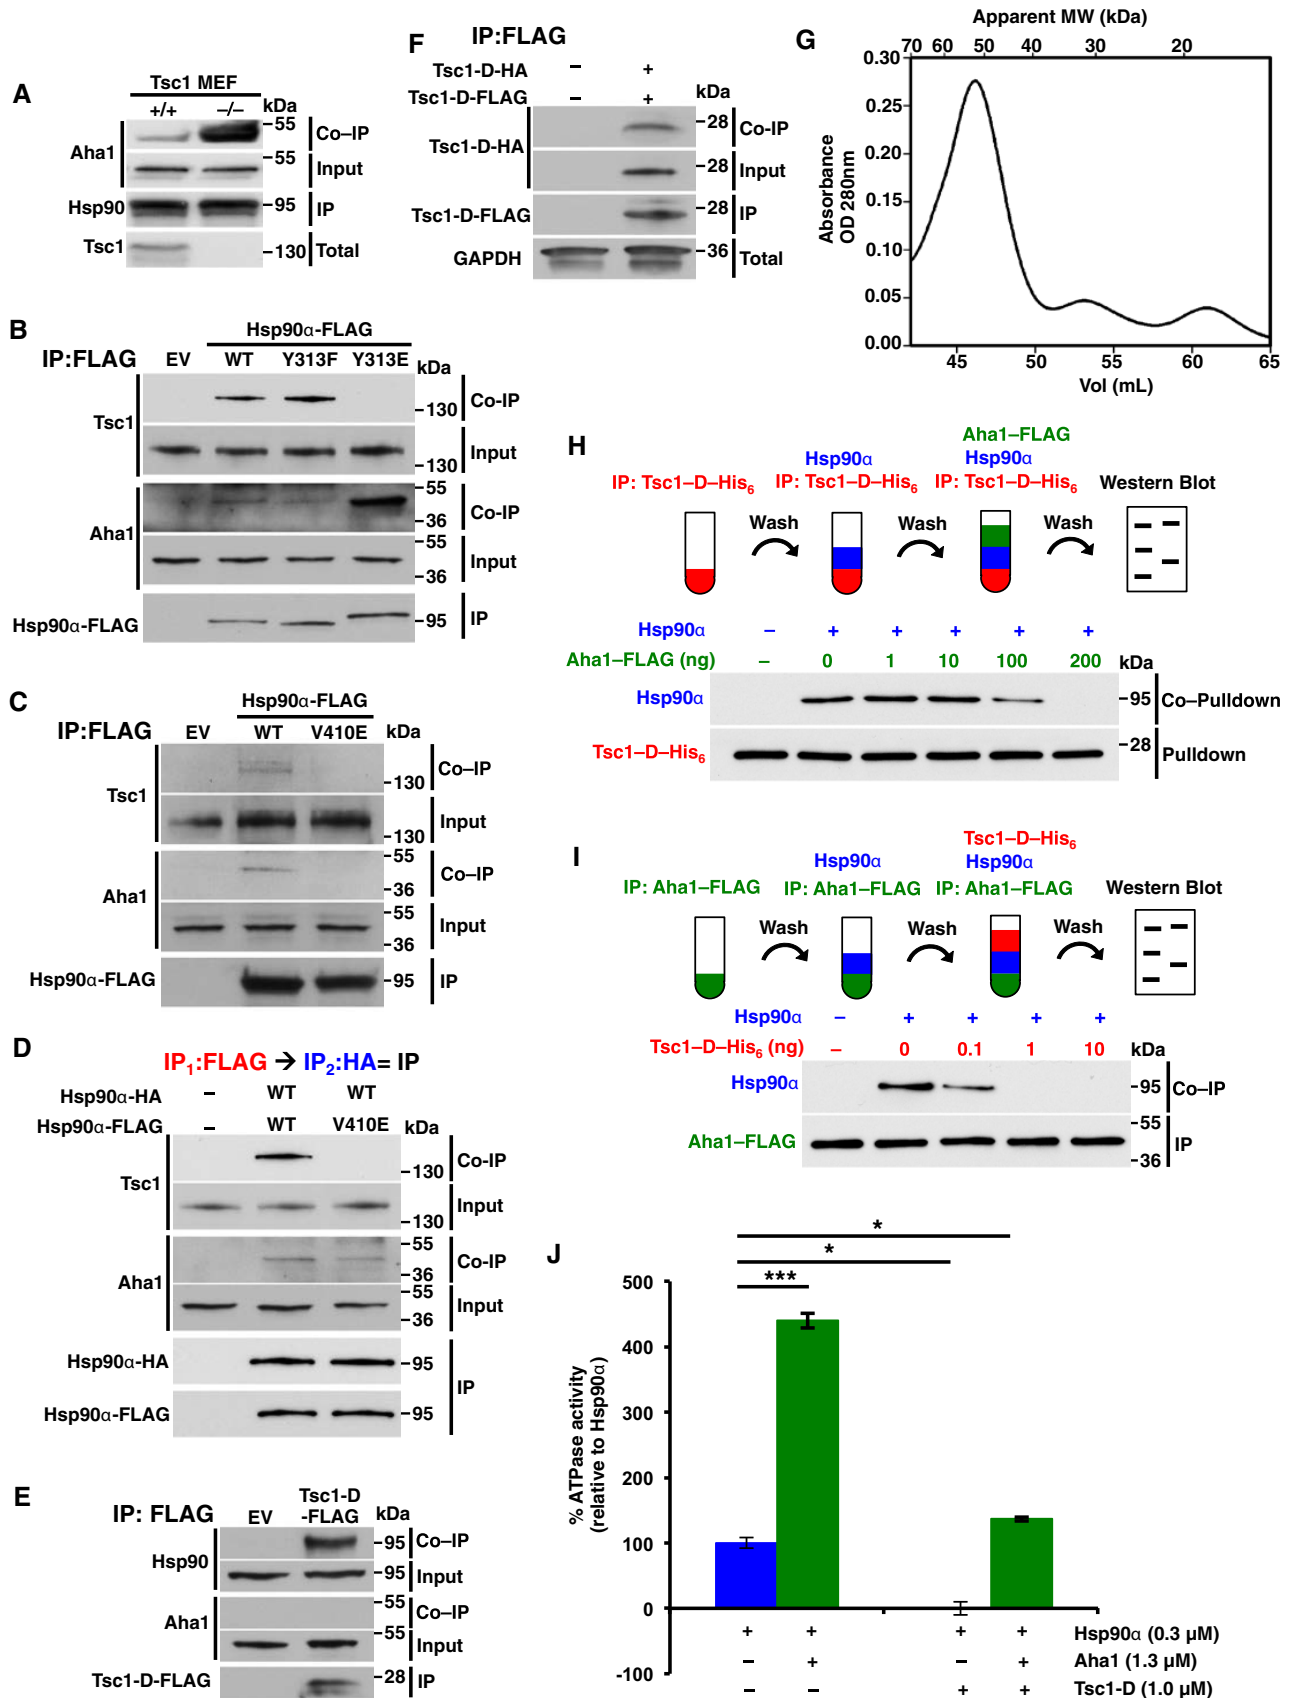 A
Tsc1 MEF
+/+ –/– kDa
Aha1
55
Co–IP
55
Input
Hsp90
95
IP
Tsc1
130
Total
B
Hsp90α-FLAG
IP:FLAG EV WT Y313F Y313E kDa
Tsc1
130
Co-IP
130
Input
Aha1
55
36
Co-IP
55
36
Input
Hsp90α-FLAG
95
IP
C
Hsp90α-FLAG
IP:FLAG EV WT V410E kDa
Tsc1
130
Co–IP
130
Input
Aha1
55
36
Co–IP
55
36
Input
Hsp90α-FLAG
95
IP
D
IP1:FLAG → IP2:HA= IP
Hsp90α-HA – WT WT
Hsp90α-FLAG – WT V410E kDa
Tsc1
130
Co-IP
130
Input
Aha1
55
36
Co-IP
55
36
Input
Hsp90α-HA
95
Hsp90α-FLAG
95
IP
E
IP: FLAG EV Tsc1-D
-FLAG kDa
Hsp90
95
Co–IP
95
Input
Aha1
55
Co–IP
55
Input
Tsc1-D-FLAG
28
IP
F
IP:FLAG
Tsc1-D-HA – +
Tsc1-D-FLAG – + kDa
Tsc1-D-HA
28
Co-IP
28
Input
Tsc1-D-FLAG
28
IP
GAPDH
36
Total
G
Apparent MW (kDa)
70 60 50 40 30 20
0.30
0.25
0.20
0.15
0.10
0.05
0.00
Absorbance
OD 280nm
45 50 55 60 65
Vol (mL)
H
Aha1–FLAG
Hsp90α Hsp90α
IP: Tsc1–D–His6 IP: Tsc1–D–His6 IP: Tsc1–D–His6 Western Blot
Wash Wash Wash
Hsp90α – + + + + +
Aha1–FLAG (ng) – 0 1 10 100 200 kDa
Hsp90α
95
Co–Pulldown
Tsc1–D–His6
28
Pulldown
I
Tsc1–D–His6
Hsp90α Hsp90α
IP: Aha1–FLAG IP: Aha1–FLAG IP: Aha1–FLAG Western Blot
Wash Wash Wash
Hsp90α – + + + +
Tsc1–D–His6 (ng) – 0 0.1 1 10 kDa
Hsp90α
95
Co–IP
Aha1–FLAG
55
36
IP
J
*
*
***
500
400
300
200
100
0
-100
% ATPase activity
(relative to Hsp90α)
+ + + + Hsp90α (0.3 µM)
– + – + Aha1 (1.3 µM)
– – + + Tsc1-D (1.0 µM)